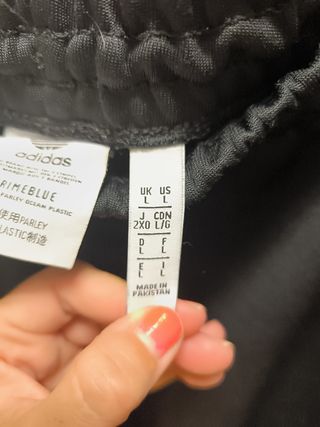 adidas
RIMEBLUE
PARLEY OCEAN PLASTIC
使用PARLEY
LASTIC制造
UK US
L L
J CDN
2XO L/G
D F
L L
E I
L L
MADE IN
PAKISTAN